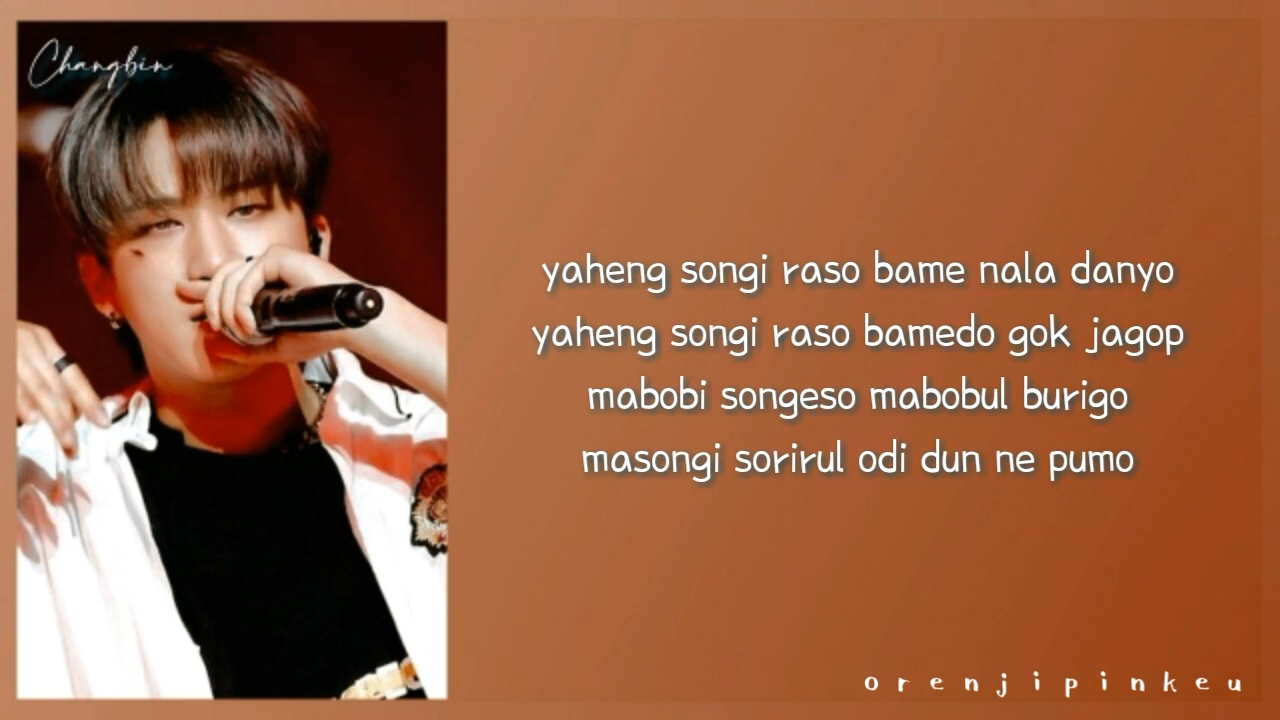 Changbin
yaheng songi raso bame nala danyo
yaheng songi raso bamedo gok jagop
mabobi songeso mabobul burigo
masongi sorirul odi dun ne pumo
orenjipinkeu